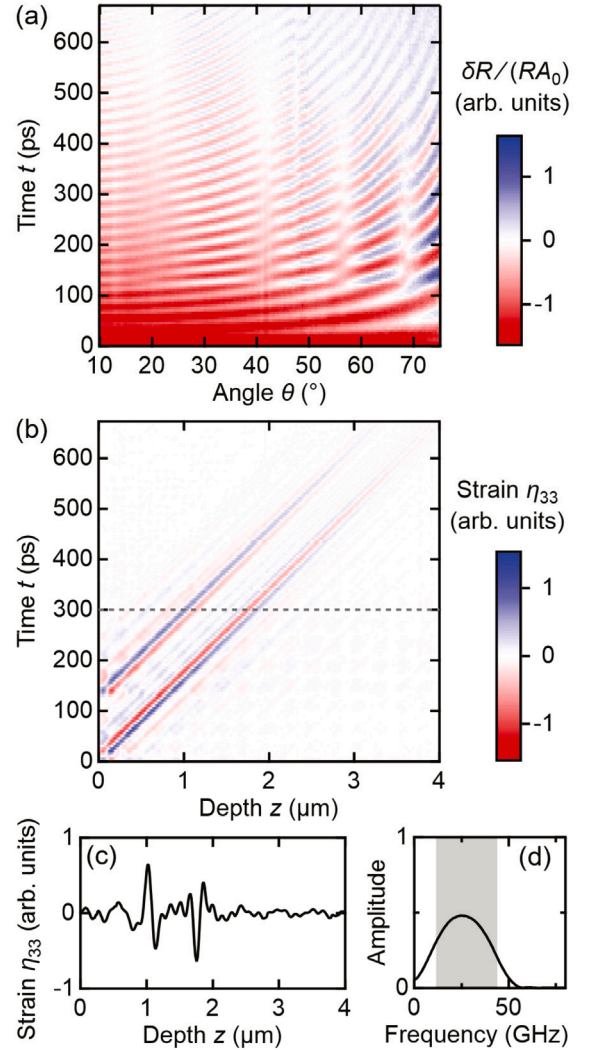 (a)
600
500
400
300
200
100
0
Time t (ps)
10 20 30 40 50 60 70
Angle θ (°)
δR / (RA₀)
(arb. units)
1
0
-1
(b)
600
500
400
300
200
100
0
Time t (ps)
0 1 2 3 4
Depth z (µm)
Strain η₃₃
(arb. units)
1
0
-1
(c)
1
0
-1
Strain η₃₃ (arb. units)
0 1 2 3 4
Depth z (µm)
(d)
1
0
Amplitude
0 50
Frequency (GHz)